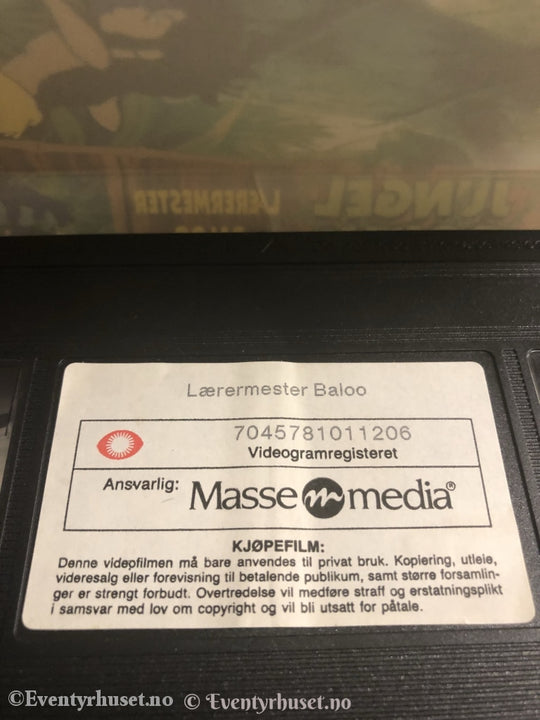 JUNGEL
LÆRERMESTER
Lærermester Baloo
7045781011206
Videogramregisteret
Ansvarlig: Masse m media®
KJØPEFILM:
Denne videofilmen må bare anvendes til privat bruk. Kopiering, utleie,
videresalg eller forevisning til betalende publikum, samt større forsamlin-
ger er strengt forbudt. Overtredelse vil medføre straff og erstatningsplikt
i samsvar med lov om copyright og vil bli utsatt for påtale.
©Eventyrhuset.no © Eventyrhuset.no